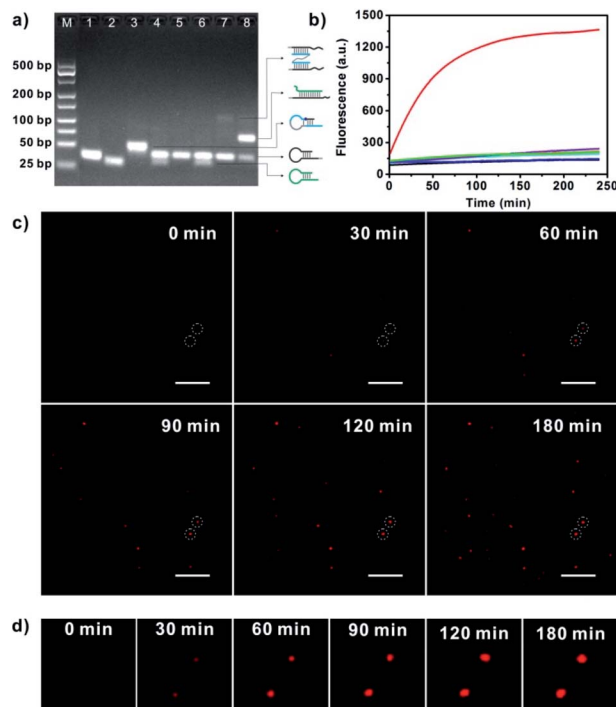 a)
M 1 2 3 4 5 6 7 8
500 bp
200 bp
100 bp
50 bp
25 bp
b)
Fluorescence (a.u.)
1500
1200
900
600
300
0
0 50 100 150 200 250
Time (min)
c)
0 min 30 min 60 min
90 min 120 min 180 min
d)
0 min 30 min 60 min 90 min 120 min 180 min